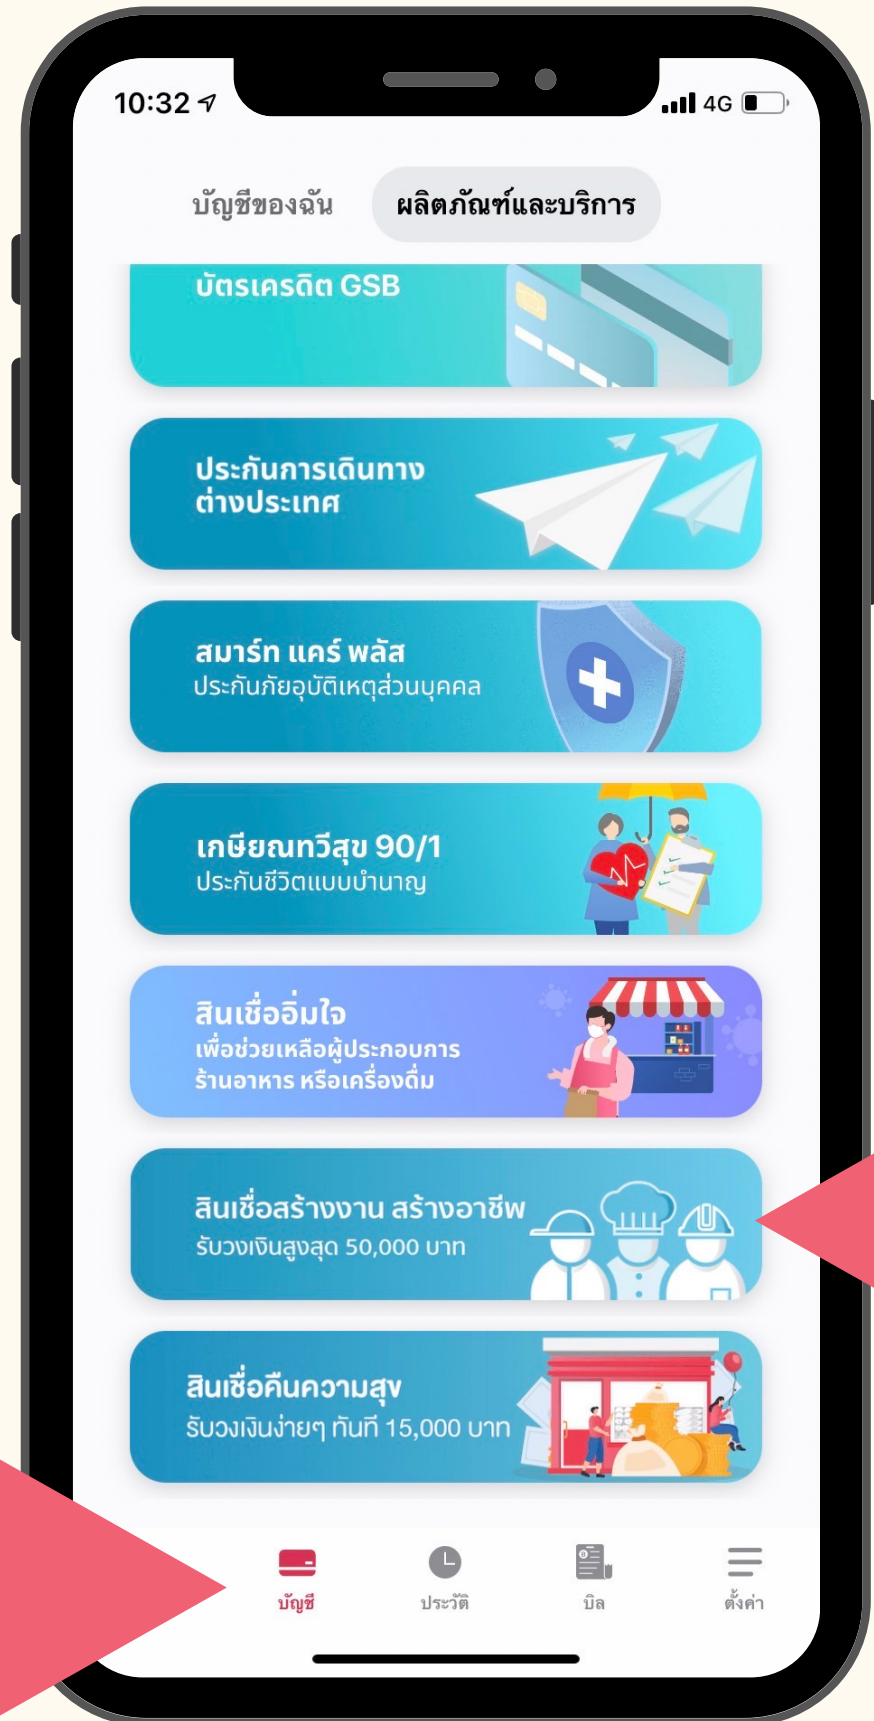 10:32
4G
บัญชีของฉัน
ผลิตภัณฑ์และบริการ
บัตรเครดิต GSB
ประกันการเดินทาง
ต่างประเทศ
สมาร์ท แคร์ พลัส
ประกันภัยอุบัติเหตุส่วนบุคคล
เกษียณทวีสุข 90/1
ประกันชีวิตแบบบำนาญ
สินเชื่ออิ่มใจ
เพื่อช่วยเหลือผู้ประกอบการ
ร้านอาหาร หรือเครื่องดื่ม
สินเชื่อสร้างงาน สร้างอาชีพ
รับวงเงินสูงสุด 50,000 บาท
สินเชื่อคืนความสุข
รับวงเงินง่ายๆ ทันที 15,000 บาท
บัญชี
ประวัติ
บิล
ตั้งค่า